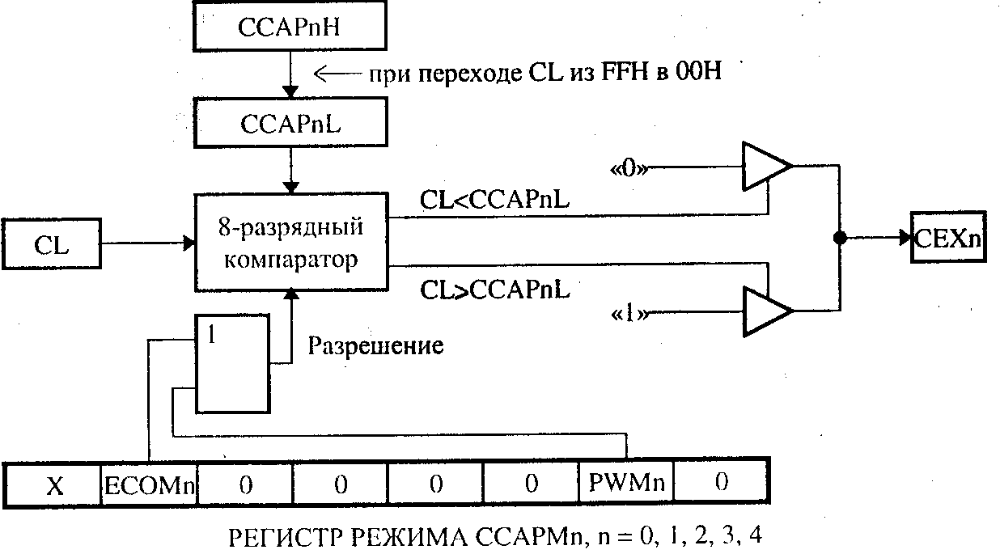 CCAPnH
при переходе CL из FFH в 00H
CCAPnL
«0»
CL<CCAPnL
CL
8-разрядный
компаратор
CEXn
CL>CCAPnL
«1»
1
Разрешение
X ECOMn 0 0 0 0 PWMn 0
РЕГИСТР РЕЖИМА CCAPMn, n = 0, 1, 2, 3, 4